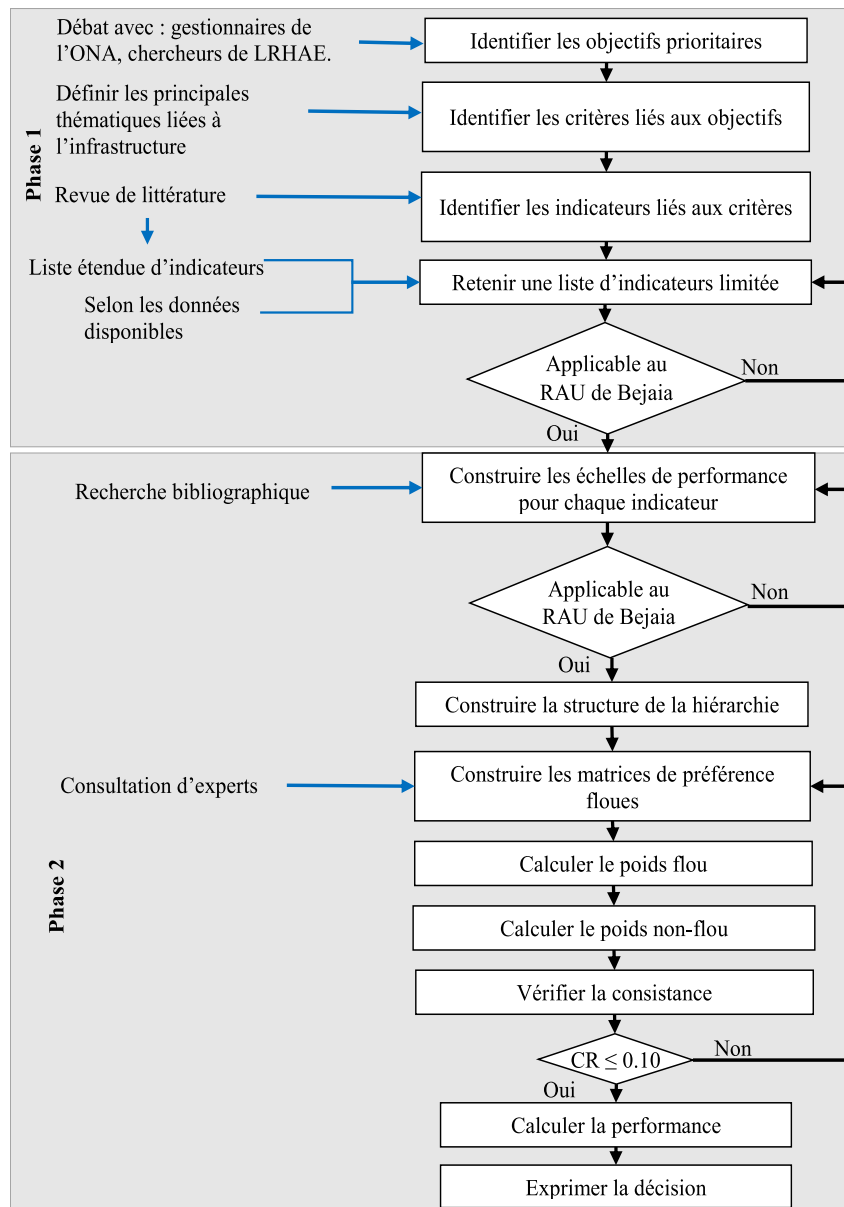 Débat avec : gestionnaires de
l'ONA, chercheurs de LRHAE.
Identifier les objectifs prioritaires
Définir les principales
thématiques liées à
l'infrastructure
Identifier les critères liés aux objectifs
Phase 1
Revue de littérature
Identifier les indicateurs liés aux critères
Liste étendue d'indicateurs
Selon les données
disponibles
Retenir une liste d'indicateurs limitée
Applicable au
RAU de Bejaia
Non
Oui
Recherche bibliographique
Construire les échelles de performance
pour chaque indicateur
Applicable au
RAU de Bejaia
Non
Oui
Construire la structure de la hiérarchie
Consultation d'experts
Construire les matrices de préférence
floues
Phase 2
Calculer le poids flou
Calculer le poids non-flou
Vérifier la consistance
CR ≤ 0.10
Non
Oui
Calculer la performance
Exprimer la décision